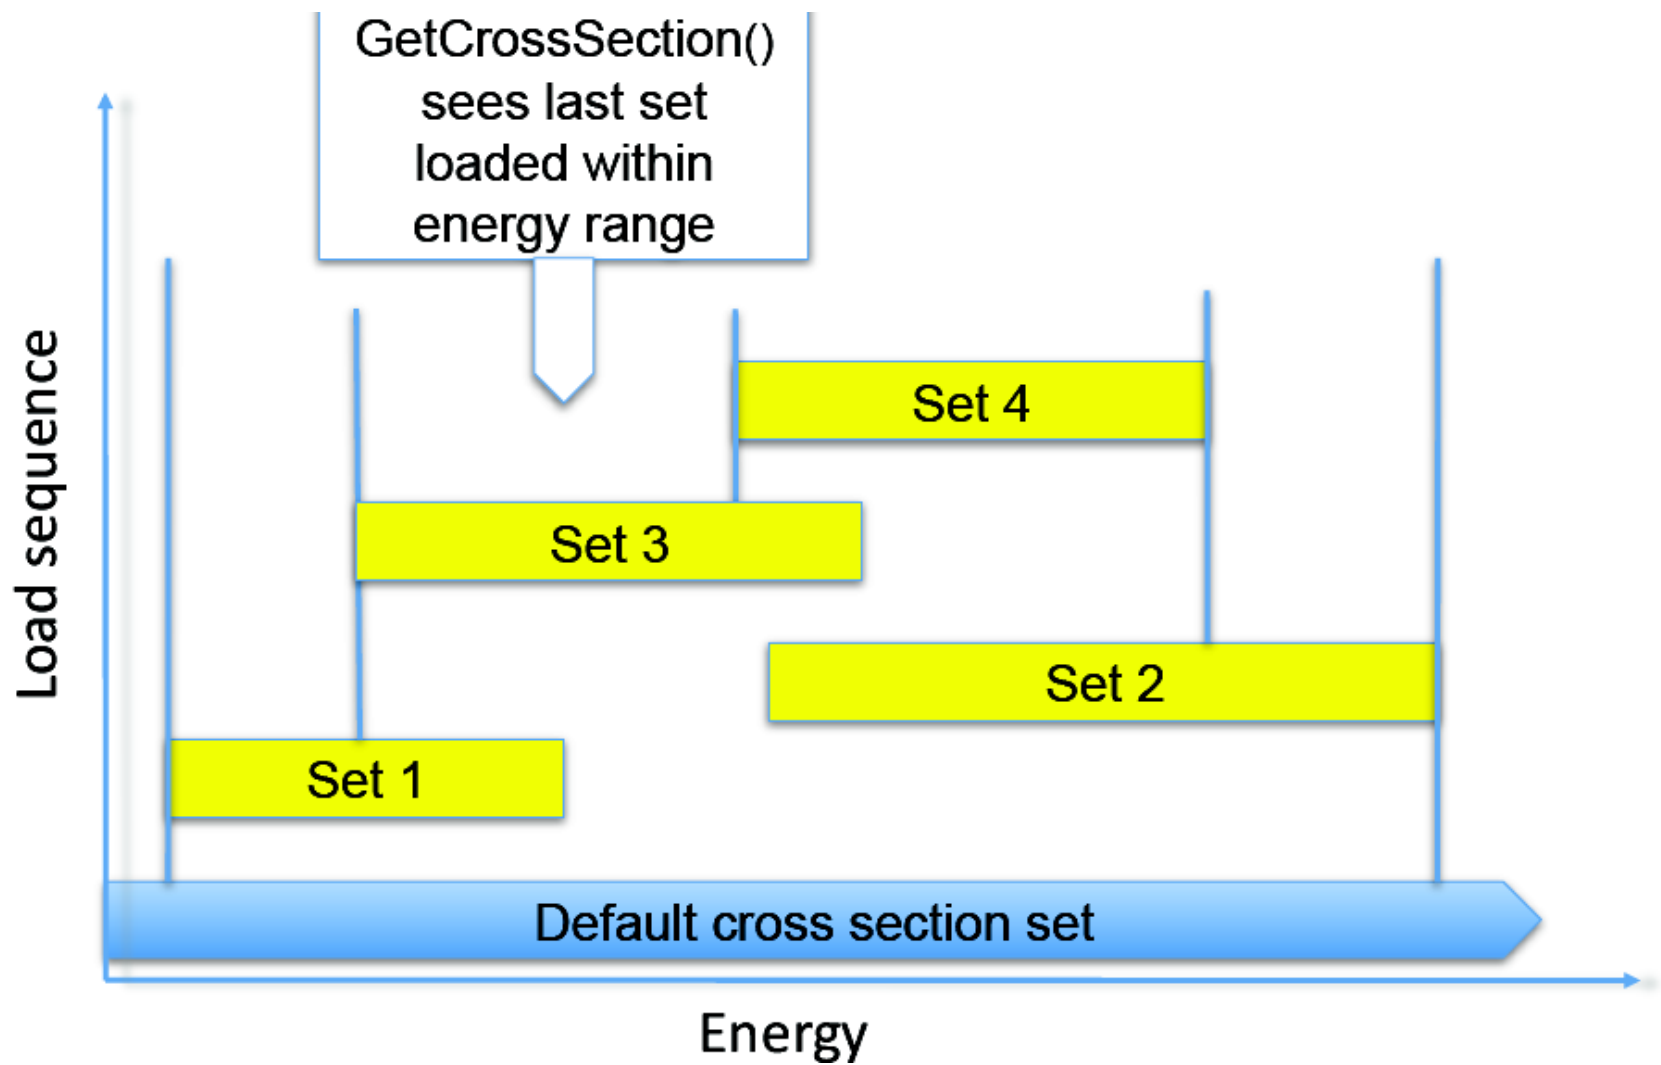 GetCrossSection()
sees last set
loaded within
energy range
Load sequence
Set 4
Set 3
Set 2
Set 1
Default cross section set
Energy